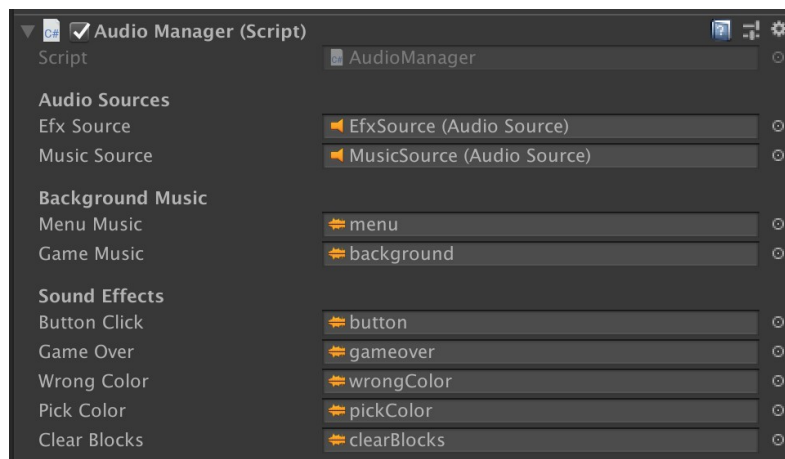 Audio Manager (Script)
Script AudioManager
Audio Sources
Efx Source EfxSource (Audio Source)
Music Source MusicSource (Audio Source)
Background Music
Menu Music menu
Game Music background
Sound Effects
Button Click button
Game Over gameover
Wrong Color wrongColor
Pick Color pickColor
Clear Blocks clearBlocks